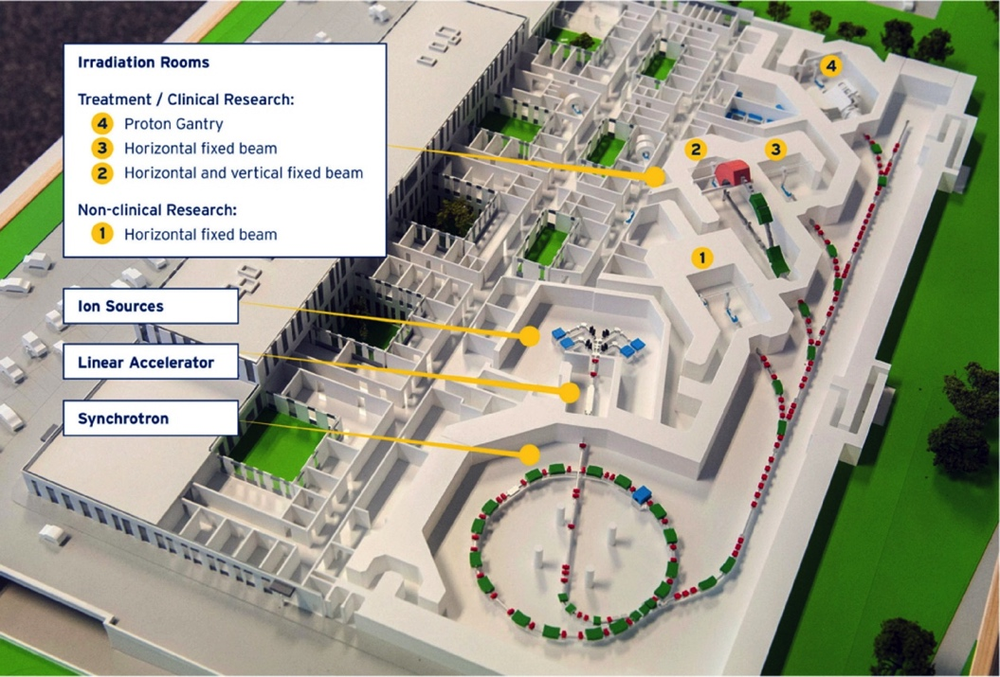 Irradiation Rooms
Treatment / Clinical Research:
4 Proton Gantry
3 Horizontal fixed beam
2 Horizontal and vertical fixed beam
Non-clinical Research:
1 Horizontal fixed beam
Ion Sources
Linear Accelerator
Synchrotron
4
2
3
1